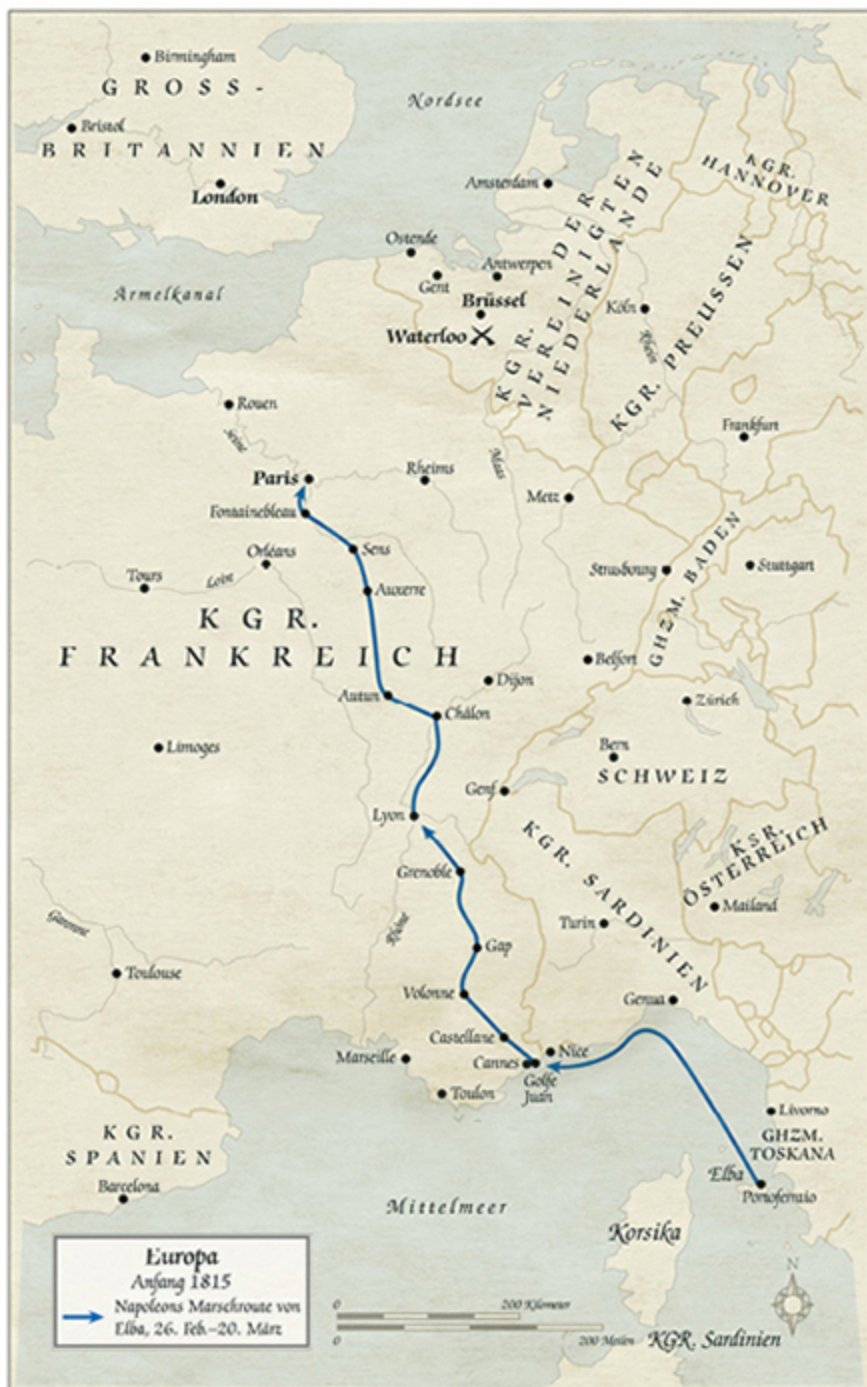 Birmingham
GROSS-
Bristol
BRITANNIEN
London
Nordsee
Amsterdam
KGR.
HANNOVER
Ostende
Gent
Antwerpen
Brüssel
Waterloo
KGR. DER
VEREINIGTEN
NIEDERLANDE
Köln
Rhein
KGR. PREUSSEN
Ärmelkanal
Rouen
Seine
Paris
Rheims
Maas
Metz
Frankfurt
Fontainebleau
Sens
Orléans
Tours
Loire
Auxerre
Strasbourg
GHZM. BADEN
Stuttgart
KGR.
FRANKREICH
Belfort
Dijon
Autun
Châlon
Zürich
Limoges
Bern
SCHWEIZ
Genf
Lyon
KGR. SARDINIEN
KSR.
ÖSTERREICH
Grenoble
Mailand
Rhône
Turin
Gap
Toulouse
Volonne
Genua
Castellane
Marseille
Cannes
Nice
Golfe
Juan
Toulon
Livorno
GHZM.
TOSKANA
KGR.
SPANIEN
Barcelona
Elba
Portoferraio
Mittelmeer
Korsika
Europa
Anfang 1815
Napoleons Marschroute von
Elba, 26. Feb.–20. März
0 200 Kilometer
0 200 Meilen
N
KGR. Sardinien